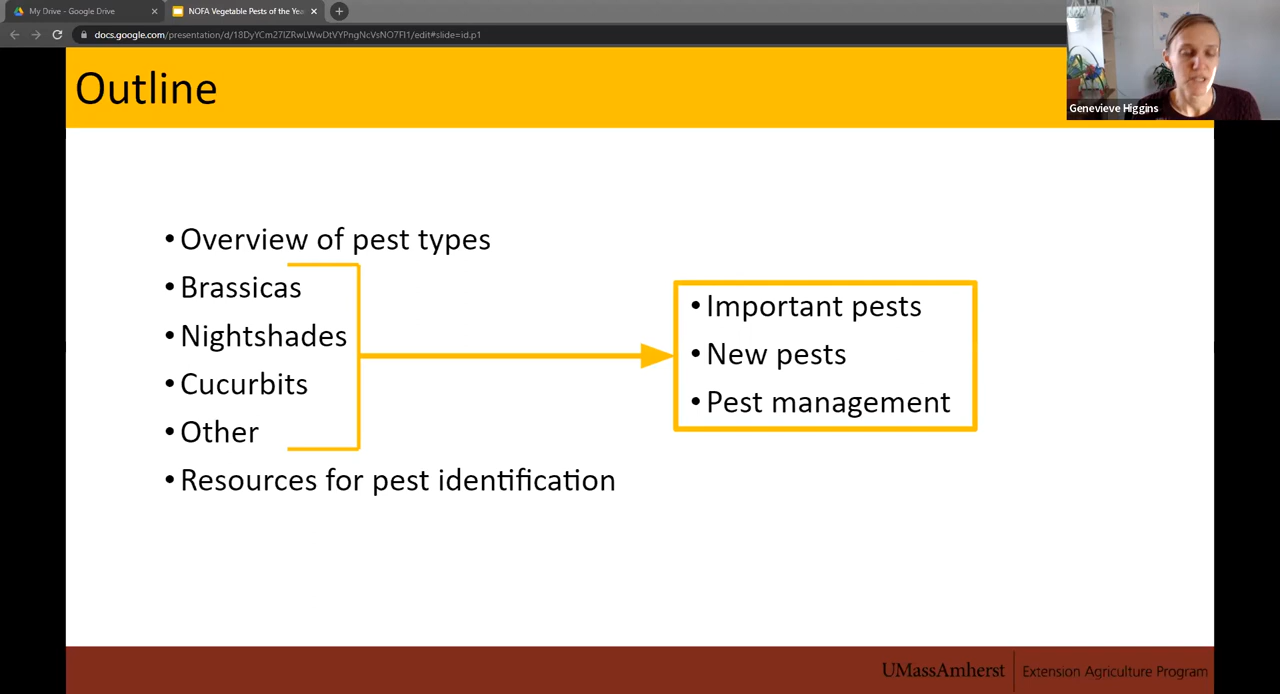 My Drive - Google Drive
NOFA Vegetable Pests of the Yea
docs.google.com/presentation/d/18DyYCm27IZRwLWwDtVYPngNcVsNO7FI1/edit#slide=id.p1
Outline
Genevieve Higgins
• Overview of pest types
• Brassicas
• Nightshades
• Cucurbits
• Other
• Resources for pest identification
• Important pests
• New pests
• Pest management
UMassAmherst
Extension Agriculture Program